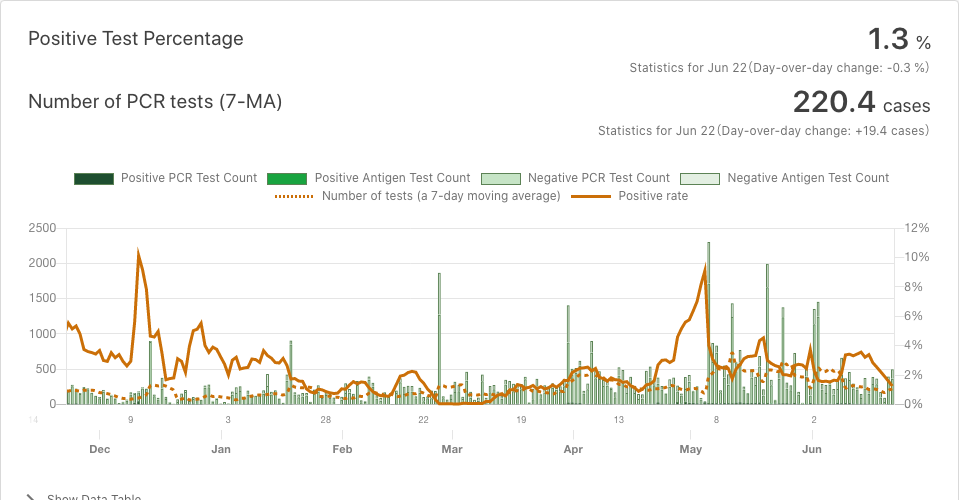 Positive Test Percentage
1.3 %
Statistics for Jun 22(Day-over-day change: -0.3 %)
Number of PCR tests (7-MA)
220.4 cases
Statistics for Jun 22(Day-over-day change: +19.4 cases)
Positive PCR Test Count Positive Antigen Test Count Negative PCR Test Count Negative Antigen Test Count
Number of tests (a 7-day moving average) Positive rate
2500 12%
2000 10%
1500 8%
1000 6%
500 4%
0 2%
0%
14 9 3 28 22 19 13 8 2
Dec Jan Feb Mar Apr May Jun
Show Data Table